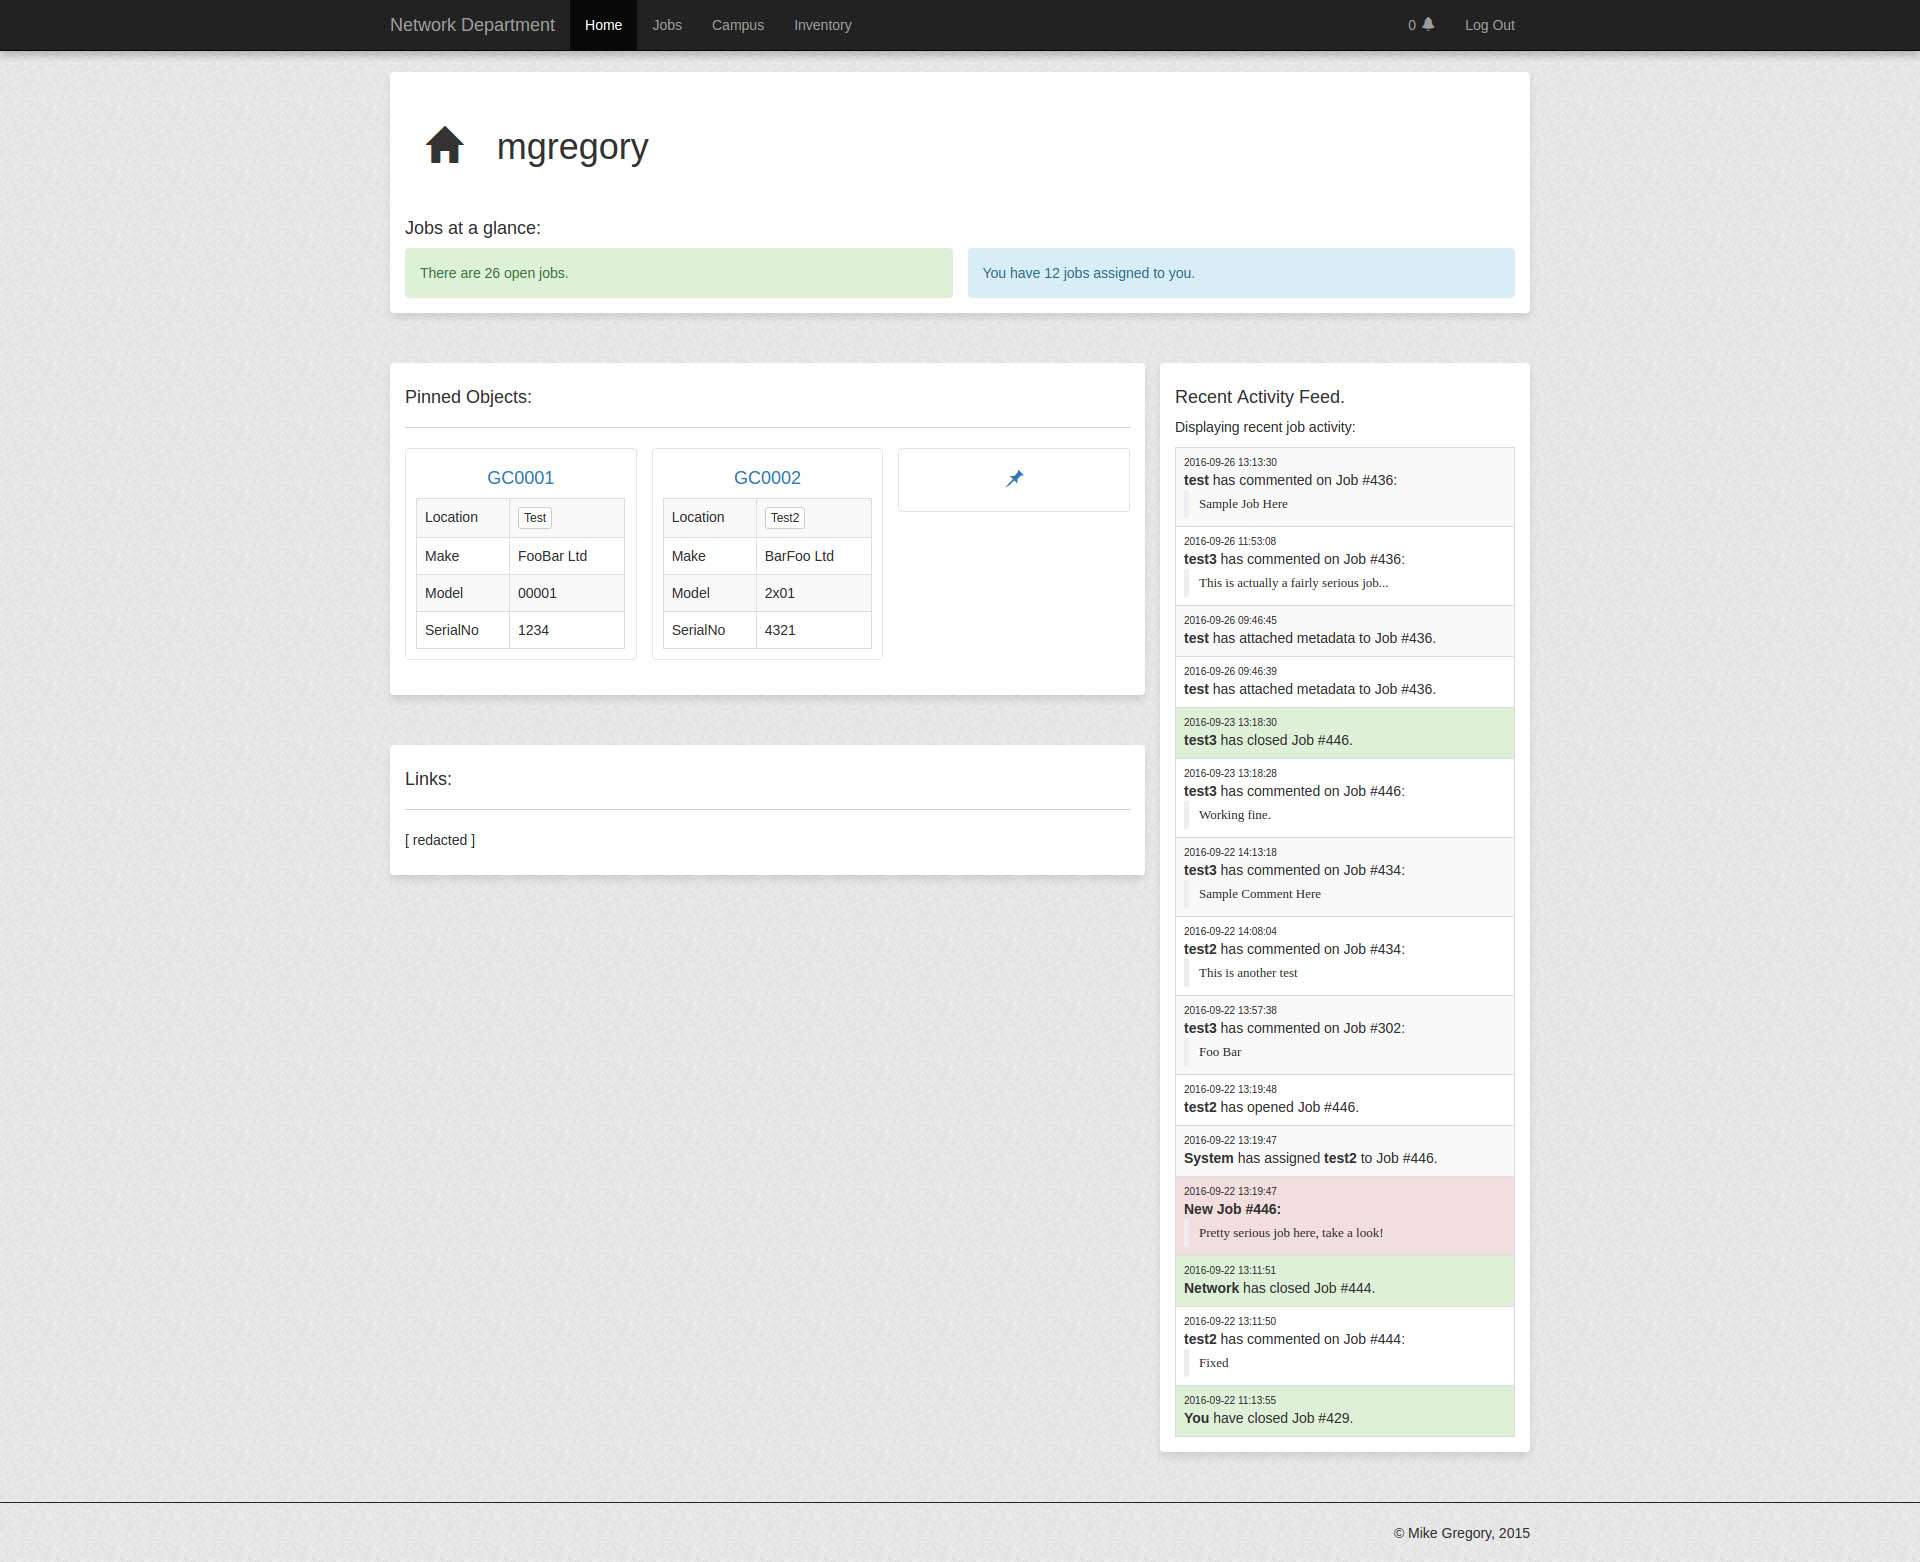 Network Department Home Jobs Campus Inventory 0 Log Out
mgregory
Jobs at a glance:
There are 26 open jobs.
You have 12 jobs assigned to you.
Pinned Objects:
GC0001
Location Test
Make FooBar Ltd
Model 00001
SerialNo 1234
GC0002
Location Test2
Make BarFoo Ltd
Model 2x01
SerialNo 4321
Links:
[ redacted ]
Recent Activity Feed.
Displaying recent job activity:
2016-09-26 13:13:30
test has commented on Job #436:
Sample Job Here
2016-09-26 11:53:08
test3 has commented on Job #436:
This is actually a fairly serious job...
2016-09-26 09:46:45
test has attached metadata to Job #436.
2016-09-26 09:46:39
test has attached metadata to Job #436.
2016-09-23 13:18:30
test3 has closed Job #446.
2016-09-23 13:18:28
test3 has commented on Job #446:
Working fine.
2016-09-22 14:13:18
test3 has commented on Job #434:
Sample Comment Here
2016-09-22 14:08:04
test2 has commented on Job #434:
This is another test
2016-09-22 13:57:38
test3 has commented on Job #302:
Foo Bar
2016-09-22 13:19:48
test2 has opened Job #446.
2016-09-22 13:19:47
System has assigned test2 to Job #446.
2016-09-22 13:19:47
New Job #446:
Pretty serious job here, take a look!
2016-09-22 13:11:51
Network has closed Job #444.
2016-09-22 13:11:50
test2 has commented on Job #444:
Fixed
2016-09-22 11:13:55
You have closed Job #429.
© Mike Gregory, 2015